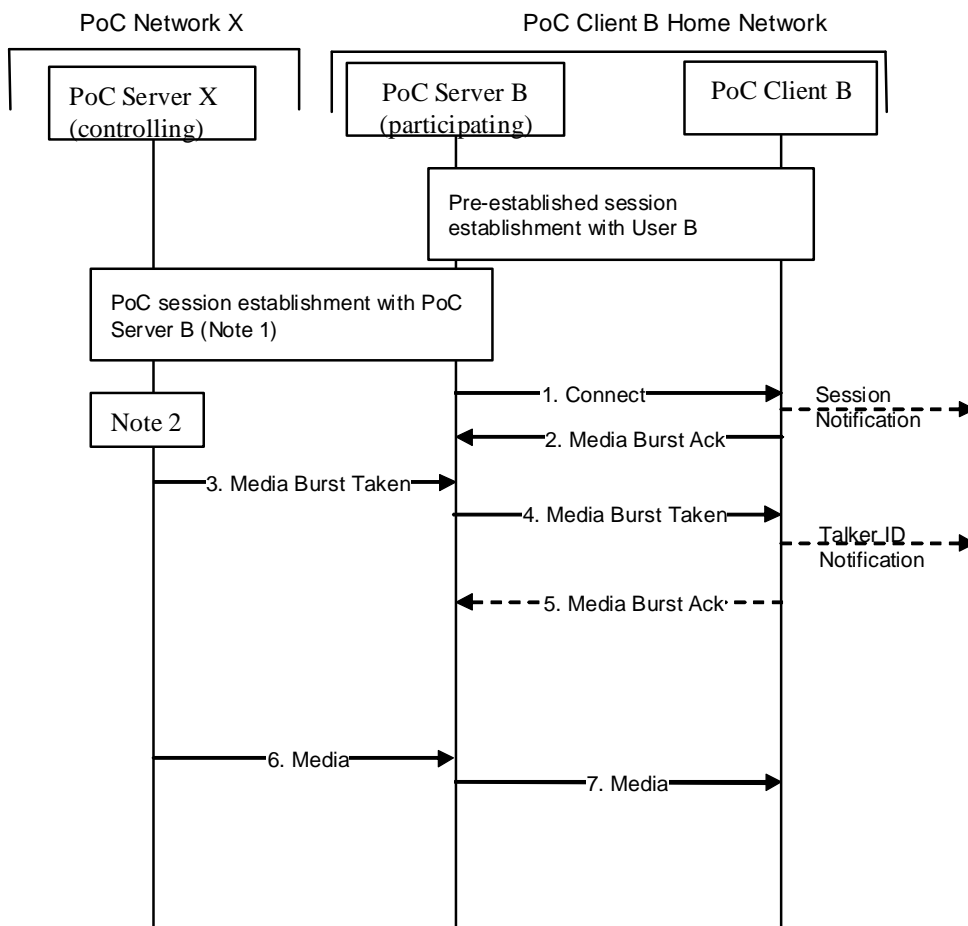 PoC Network X
PoC Client B Home Network
PoC Server X
(controlling)
PoC Server B
(participating)
PoC Client B
Pre-established session
establishment with User B
PoC session establishment with PoC
Server B (Note 1)
1. Connect
Session
Notification
Note 2
2. Media Burst Ack
3. Media Burst Taken
4. Media Burst Taken
Talker ID
Notification
5. Media Burst Ack
6. Media
7. Media